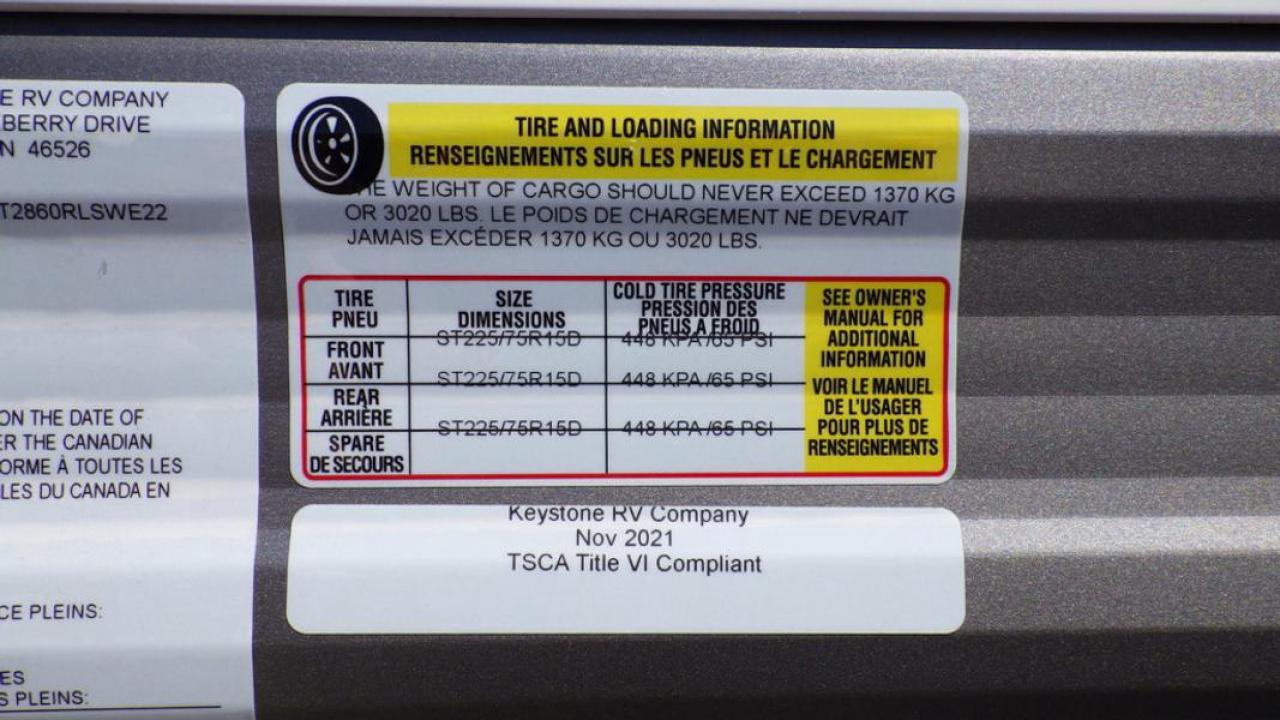 E RV COMPANY
BERRY DRIVE
N 46526
T2860RLSWE22
ON THE DATE OF
ER THE CANADIAN
ORME À TOUTES LES
LES DU CANADA EN
CE PLEINS:
ES
S PLEINS:
TIRE AND LOADING INFORMATION
RENSEIGNEMENTS SUR LES PNEUS ET LE CHARGEMENT
HE WEIGHT OF CARGO SHOULD NEVER EXCEED 1370 KG
OR 3020 LBS. LE POIDS DE CHARGEMENT NE DEVRAIT
JAMAIS EXCÉDER 1370 KG OU 3020 LBS.
TIRE
PNEU
SIZE
DIMENSIONS
COLD TIRE PRESSURE
PRESSION DES
PNEUS A FROID
FRONT
AVANT
ST225/75R15D
448 KPA /65 PSI
REAR
ARRIÈRE
ST225/75R15D
448 KPA /65 PSI
SPARE
DE SECOURS
ST225/75R15D
448 KPA /65 PSI
SEE OWNER'S
MANUAL FOR
ADDITIONAL
INFORMATION
VOIR LE MANUEL
DE L'USAGER
POUR PLUS DE
RENSEIGNEMENTS
Keystone RV Company
Nov 2021
TSCA Title VI Compliant